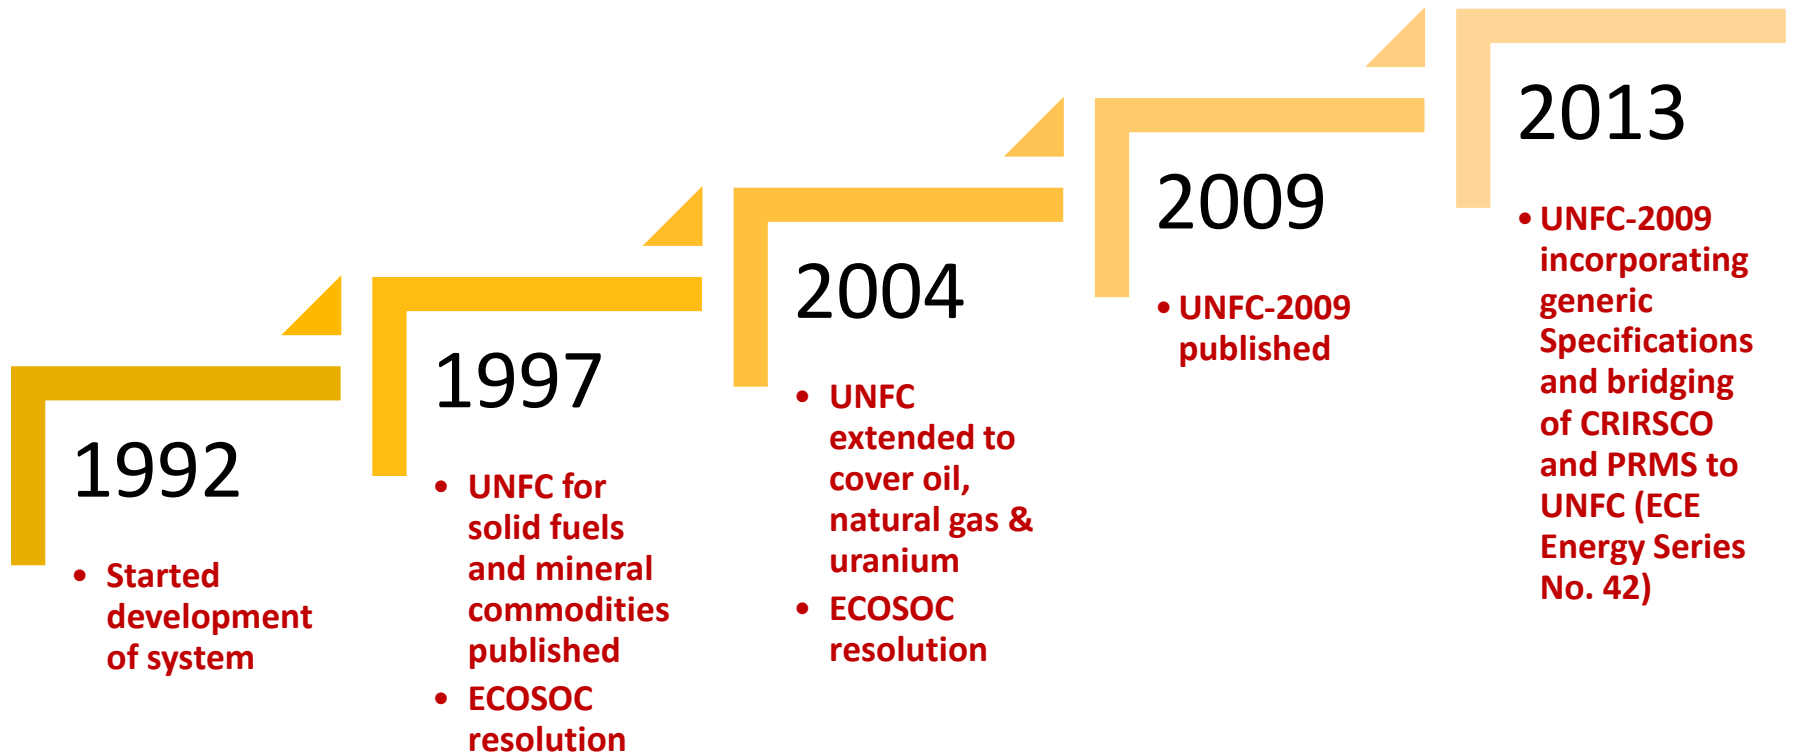 1992
• Started
development
of system
1997
• UNFC for
solid fuels
and mineral
commodities
published
• ECOSOC
resolution
2004
• UNFC
extended to
cover oil,
natural gas &
uranium
• ECOSOC
resolution
2009
• UNFC-2009
published
2013
• UNFC-2009
incorporating
generic
Specifications
and bridging
of CRIRSCO
and PRMS to
UNFC (ECE
Energy Series
No. 42)